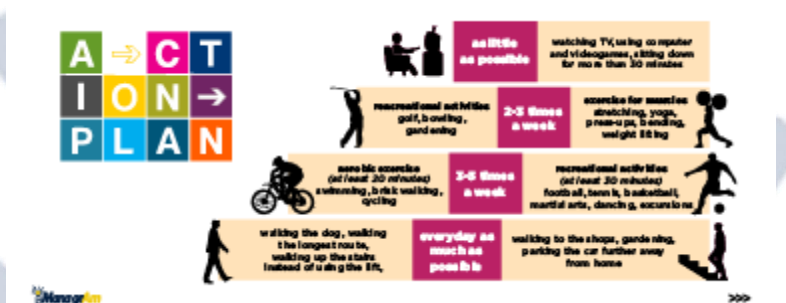 A → C T
I O N →
P L A N
as little
as possible
watching TV, using computer
and videogames, sitting down
for more than 30 minutes
recreational activities
golf, bowling,
gardening
2-3 times
a week
exercise for muscles
stretching, yoga,
press-ups, bending,
weight lifting
aerobic exercise
(at least 20 minutes)
swimming, brisk walking,
cycling
3-5 times
a week
recreational activities
(at least 30 minutes)
football, tennis, basketball,
martial arts, dancing, excursions
walking the dog, walking
the longest route,
walking up the stairs
instead of using the lift,
everyday as
much as
possible
walking to the shops, gardening,
parking the car further away
from home
>>>